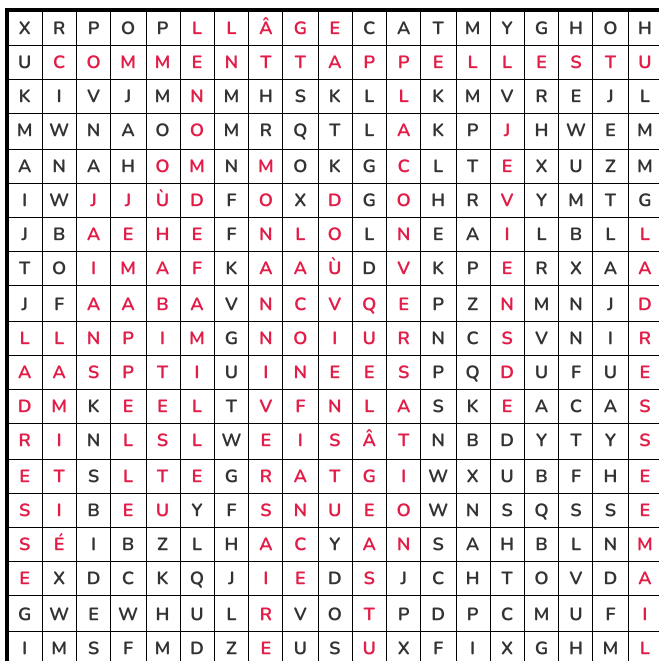 X R P O P L L Â G E C A T M Y G H O H
U C O M M E N T T A P P E L L E S T U
K I V J M N M H S K L L K M V R E J L
M W N A O O M R Q T L A K P J H W E M
A N A H O M N M O K G C L T E X U Z M
I W J J Ù D F O X D G O H R V Y M T G
J B A E H E F N L O L N E A I L B L L
T O I M A F K A A Ù D V K P E R X A A
J F A A B A V N C V Q E P Z N M N J D
L L N P I M G N O I U R N C S V N I R
A A S P T I U I N E E S P Q D U F U E
D M K E E L T V F N L A S K E A C A S
R I N L S L W E I S Â T N B D Y T Y S
E T S L T E G R A T G I W X U B F H E
S I B E U Y F S N U E O W N S Q S S E
S É I B Z L H A C Y A N S A H B L N M
E X D C K Q J I E D S J C H T O V D A
G W E W H U L R V O T P D P C M U F I
I M S F M D Z E U S U X F I X G H M L